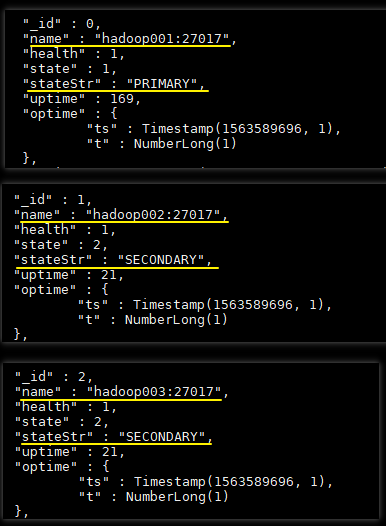 "_id" : 0,
"name" : "hadoop001:27017",
"health" : 1,
"state" : 1,
"stateStr" : "PRIMARY",
"uptime" : 169,
"optime" : {
"ts" : Timestamp(1563589696, 1),
"t" : NumberLong(1)
},
"_id" : 1,
"name" : "hadoop002:27017",
"health" : 1,
"state" : 2,
"stateStr" : "SECONDARY",
"uptime" : 21,
"optime" : {
"ts" : Timestamp(1563589696, 1),
"t" : NumberLong(1)
},
"_id" : 2,
"name" : "hadoop003:27017",
"health" : 1,
"state" : 2,
"stateStr" : "SECONDARY",
"uptime" : 21,
"optime" : {
"ts" : Timestamp(1563589696, 1),
"t" : NumberLong(1)
},